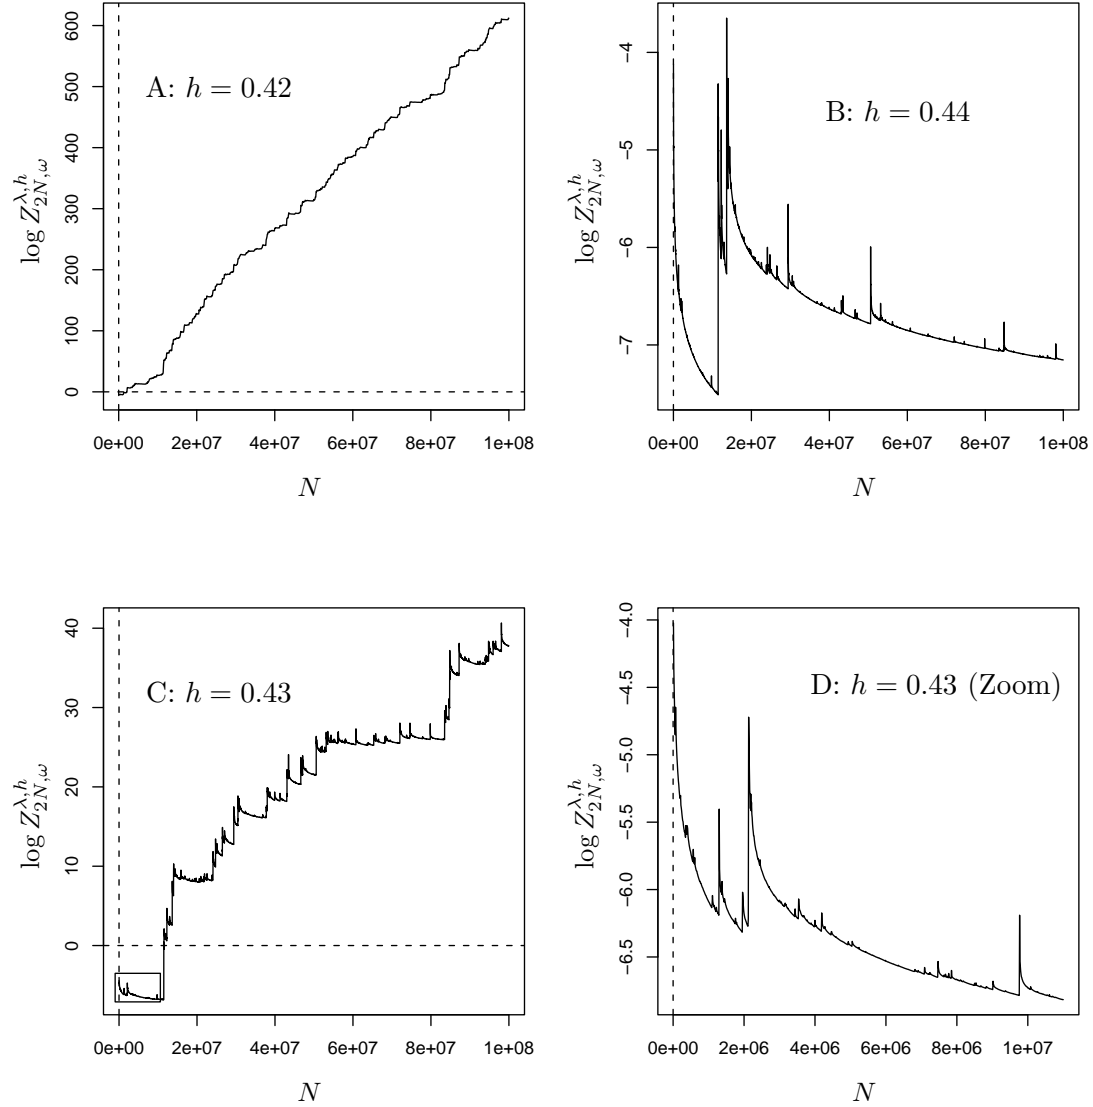 A: h = 0.42
log Z^{λ,h}_{2N,ω}
600
500
400
300
200
100
0
0e+00 2e+07 4e+07 6e+07 8e+07 1e+08
N
B: h = 0.44
log Z^{λ,h}_{2N,ω}
−4
−5
−6
−7
0e+00 2e+07 4e+07 6e+07 8e+07 1e+08
N
C: h = 0.43
log Z^{λ,h}_{2N,ω}
40
30
20
10
0
0e+00 2e+07 4e+07 6e+07 8e+07 1e+08
N
D: h = 0.43 (Zoom)
log Z^{λ,h}_{2N,ω}
−4.0
−4.5
−5.0
−5.5
−6.0
−6.5
0e+00 2e+06 4e+06 6e+06 8e+06 1e+07
N